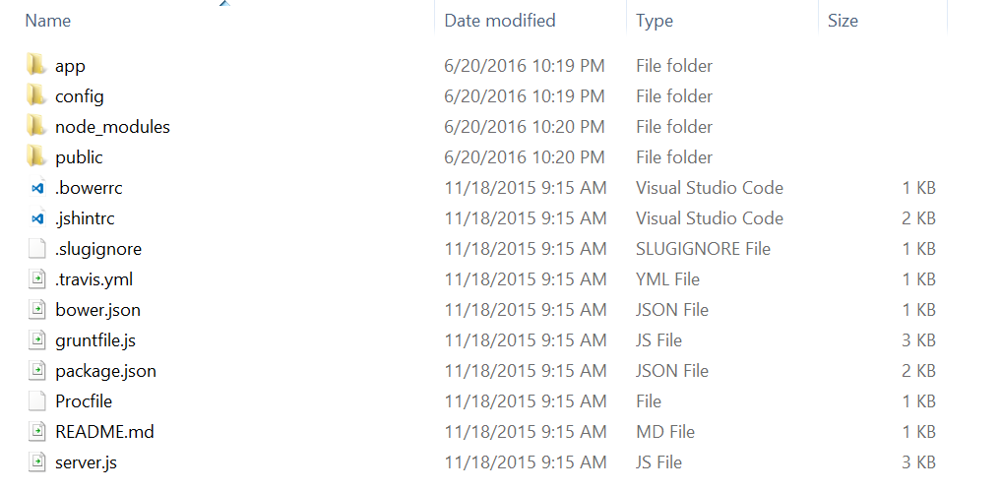 Name Date modified Type Size
app 6/20/2016 10:19 PM File folder
config 6/20/2016 10:19 PM File folder
node_modules 6/20/2016 10:20 PM File folder
public 6/20/2016 10:20 PM File folder
.bowerrc 11/18/2015 9:15 AM Visual Studio Code 1 KB
.jshintrc 11/18/2015 9:15 AM Visual Studio Code 2 KB
.slugignore 11/18/2015 9:15 AM SLUGIGNORE File 1 KB
.travis.yml 11/18/2015 9:15 AM YML File 1 KB
bower.json 11/18/2015 9:15 AM JSON File 1 KB
gruntfile.js 11/18/2015 9:15 AM JS File 3 KB
package.json 11/18/2015 9:15 AM JSON File 2 KB
Procfile 11/18/2015 9:15 AM File 1 KB
README.md 11/18/2015 9:15 AM MD File 1 KB
server.js 11/18/2015 9:15 AM JS File 3 KB